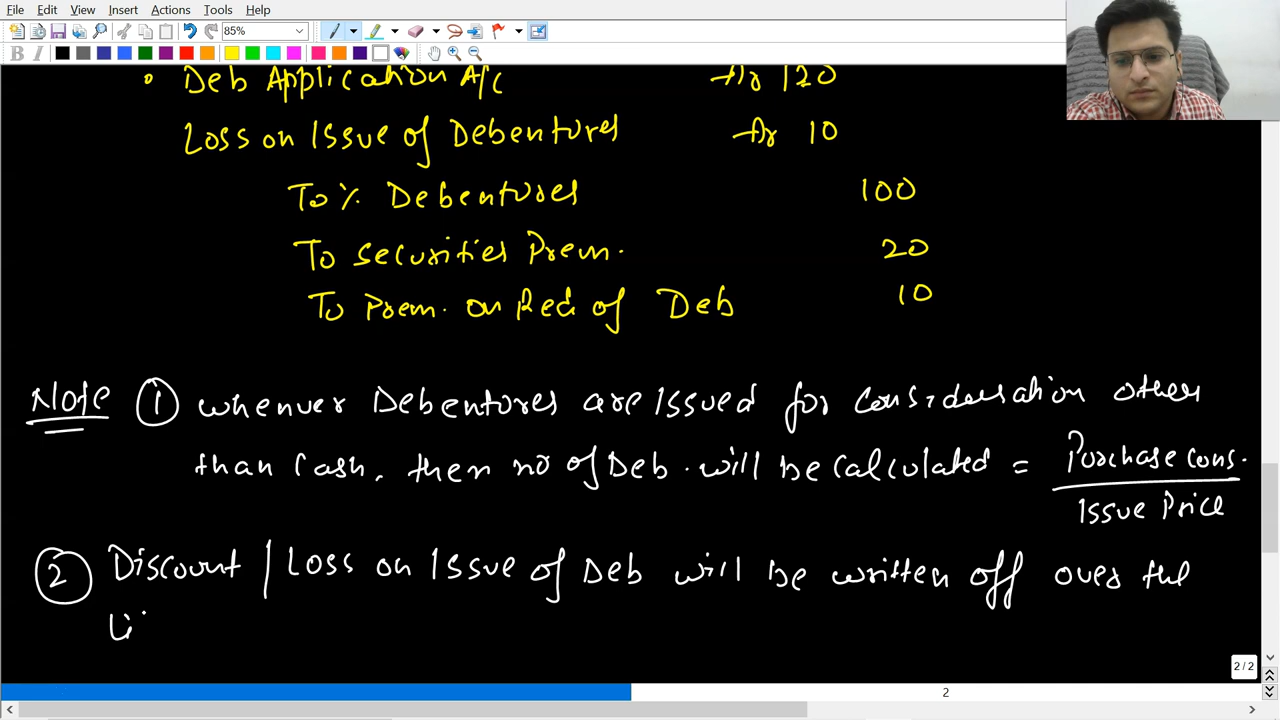 File Edit View Insert Actions Tools Help
85%
B I
Deb Application A/c Dr 120
Loss on Issue of Debentures Dr 10
To % Debentures 100
To Securities Prem. 20
To Prem. on Red of Deb 10
Note ① whenver Debentures are Issued for Consideration other
than Cash, then no of Deb. will be Calculated = Purchase Cons. / Issue Price
② Discount / Loss on Issue of Deb will be written off over the
Li
2 / 2
2